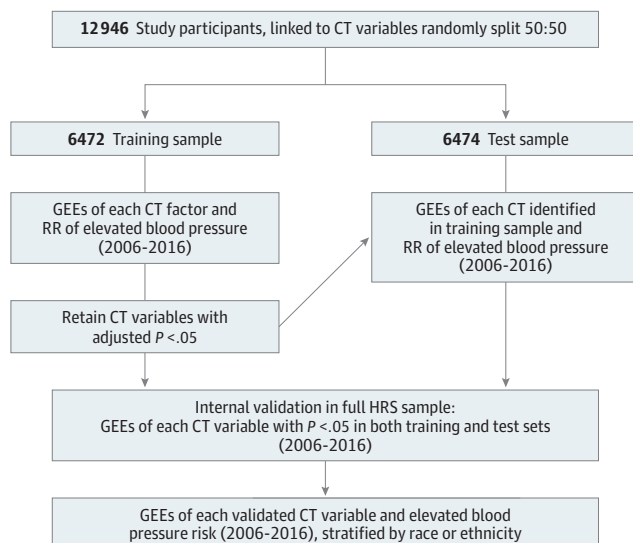 12 946 Study participants, linked to CT variables randomly split 50:50
6472 Training sample
6474 Test sample
GEEs of each CT factor and
RR of elevated blood pressure
(2006-2016)
GEEs of each CT identified
in training sample and
RR of elevated blood pressure
(2006-2016)
Retain CT variables with
adjusted P <.05
Internal validation in full HRS sample:
GEEs of each CT variable with P <.05 in both training and test sets
(2006-2016)
GEEs of each validated CT variable and elevated blood
pressure risk (2006-2016), stratified by race or ethnicity